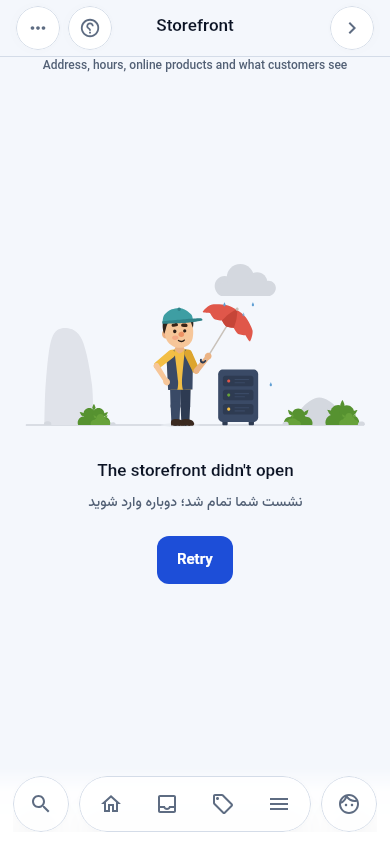 Storefront
Address, hours, online products and what customers see
The storefront didn't open
نشست شما تمام شد؛ دوباره وارد شوید
Retry